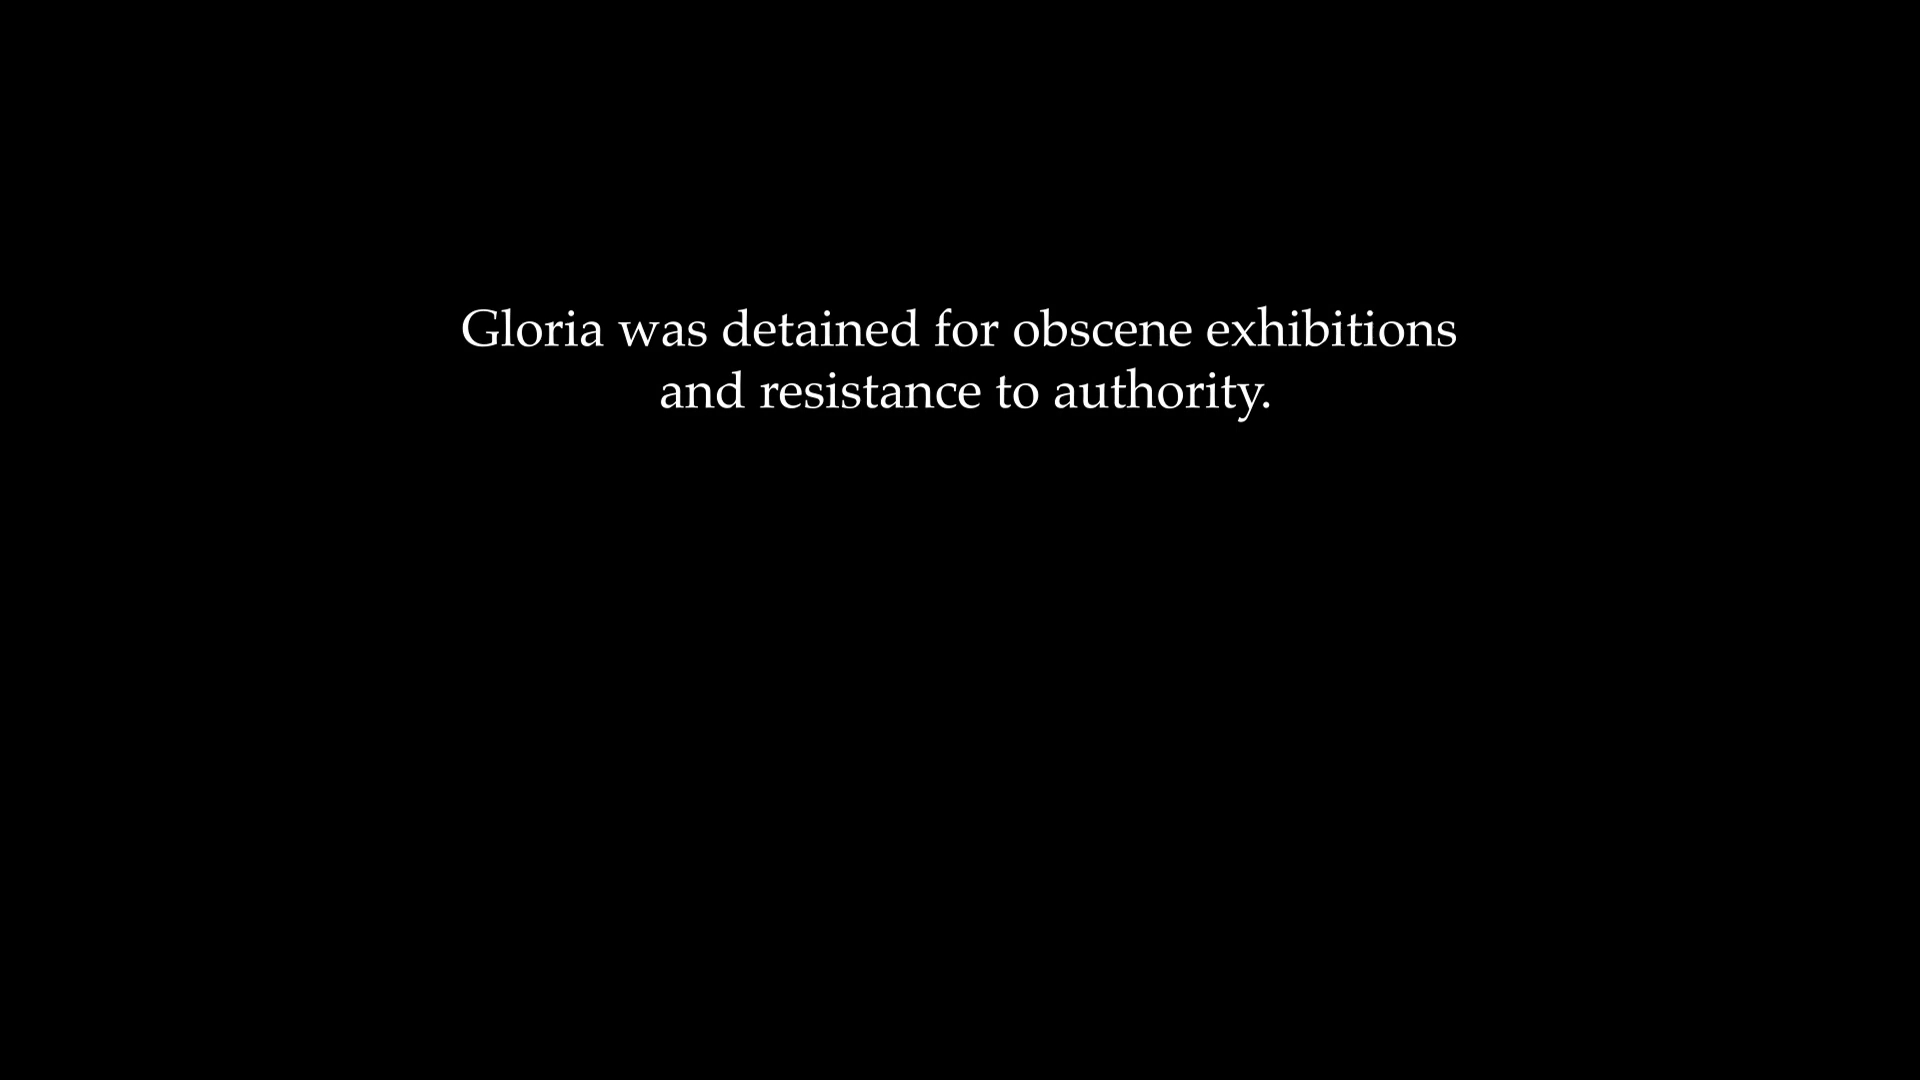 Gloria was detained for obscene exhibitions
and resistance to authority.